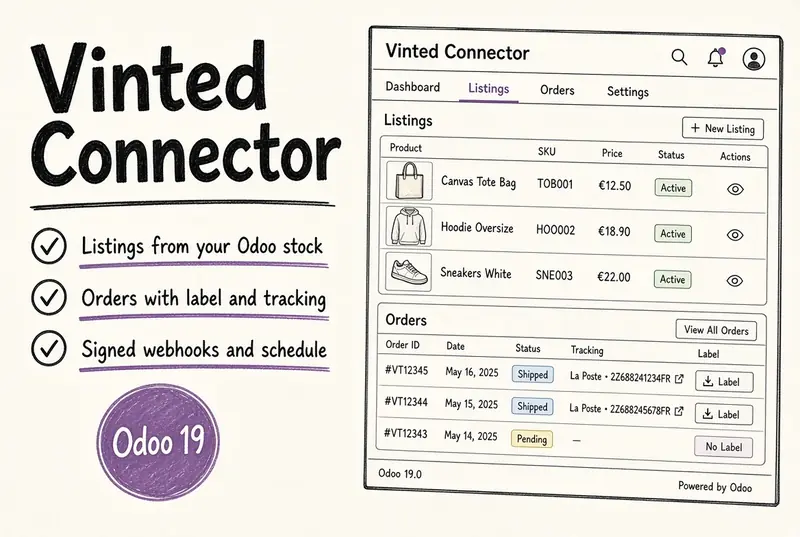 Vinted
Connector
Listings from your Odoo stock
Orders with label and tracking
Signed webhooks and schedule
Odoo 19
Vinted Connector
Dashboard Listings Orders Settings
Listings
+ New Listing
Product SKU Price Status Actions
Canvas Tote Bag TOB001 €12.50 Active
Hoodie Oversize HOO002 €18.90 Active
Sneakers White SNE003 €22.00 Active
Orders
View All Orders
Order ID Date Status Tracking Label
#VT12345 May 16, 2025 Shipped La Poste • 2Z688241234FR Label
#VT12344 May 15, 2025 Shipped La Poste • 2Z688245678FR Label
#VT12343 May 14, 2025 Pending — No Label
Odoo 19.0
Powered by Odoo